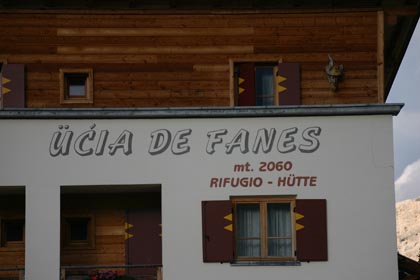 ÜĆIA DE FANES
mt. 2060
RIFUGIO - HÜTTE